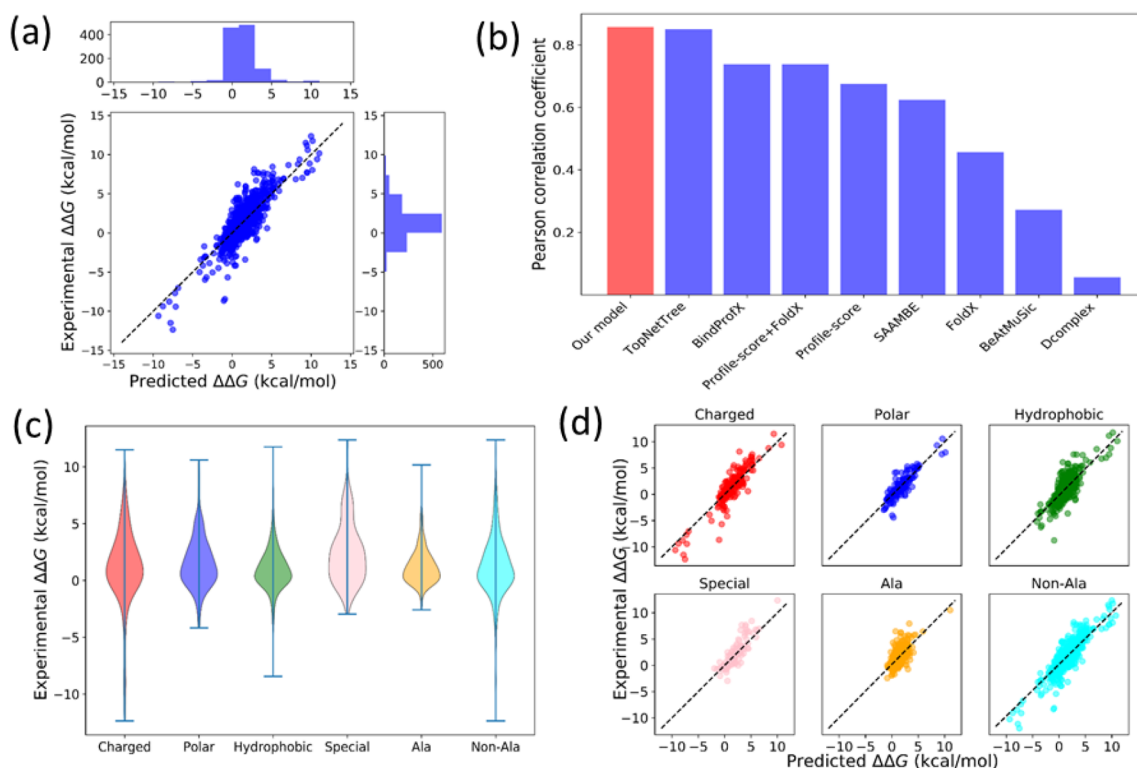 (a)
400
200
0
−15 −10 −5 0 5 10 15
15
10
5
0
−5
−10
−15
Experimental ΔΔG (kcal/mol)
−15 −10 −5 0 5 10 15
Predicted ΔΔG (kcal/mol)
15
10
5
0
−5
−10
−15
0 600
(b)
Pearson correlation coefficient
0.8
0.6
0.4
0.2
Our model
TopNetTree
BindProfX
Profile-score+FoldX
Profile-score
SAAMBE
FoldX
BeAtMuSic
Dcomplex
(c)
Experimental ΔΔG (kcal/mol)
10
5
0
−5
−10
Charged Polar Hydrophobic Special Ala Non-Ala
(d)
Charged Polar Hydrophobic
10
5
0
−5
−10
Special Ala Non-Ala
10
5
0
−5
−10
Experimental ΔΔG (kcal/mol)
−10 −5 0 5 10 −10 −5 0 5 10 −10 −5 0 5 10
Predicted ΔΔG (kcal/mol)